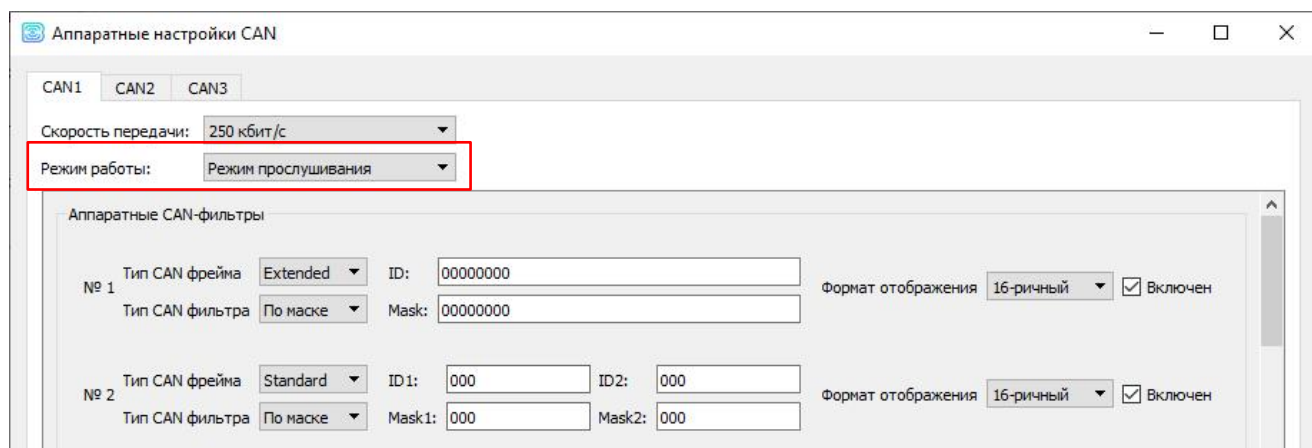 Аппаратные настройки CAN
CAN1 CAN2 CAN3
Скорость передачи: 250 кбит/с
Режим работы: Режим прослушивания
Аппаратные CAN-фильтры
№ 1
Тип CAN фрейма Extended ID: 00000000
Тип CAN фильтра По маске Mask: 00000000
Формат отображения 16-ричный Включен
№ 2
Тип CAN фрейма Standard ID1: 000 ID2: 000
Тип CAN фильтра По маске Mask1: 000 Mask2: 000
Формат отображения 16-ричный Включен